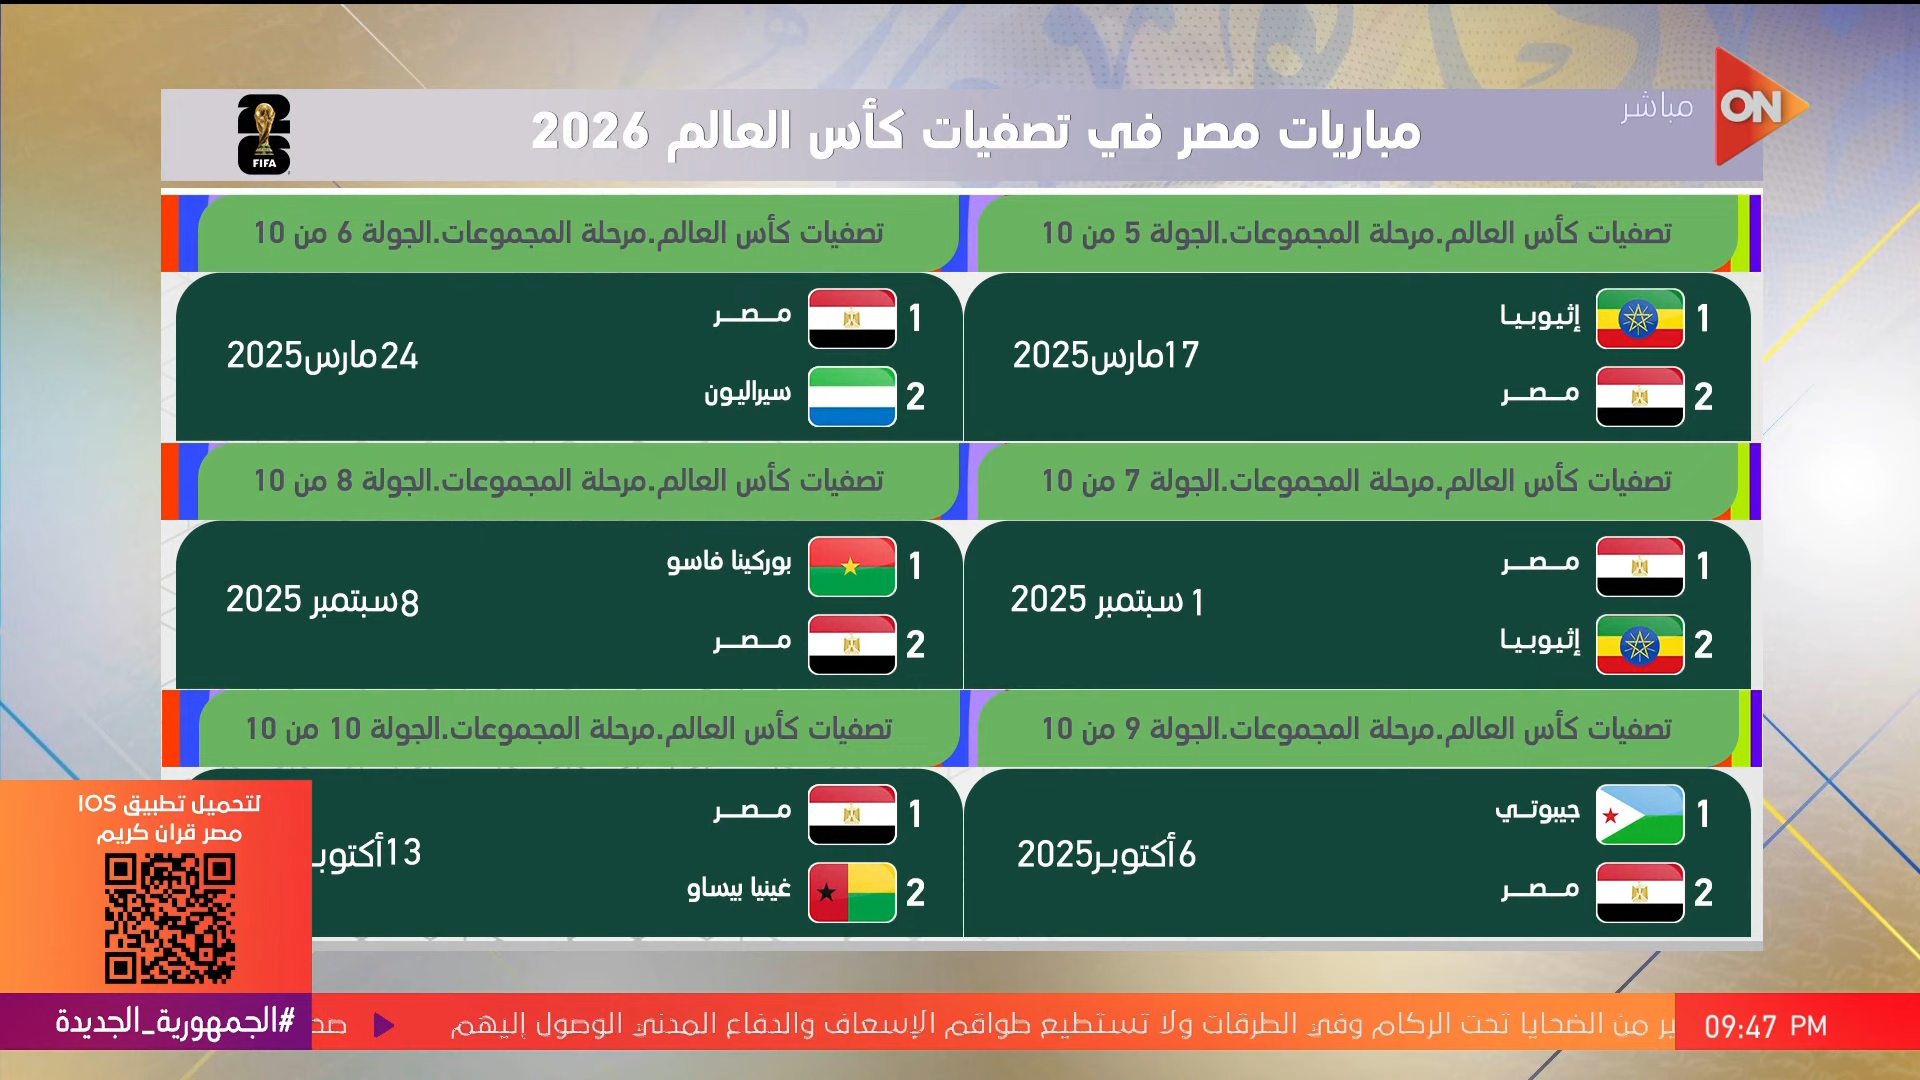 مباشر
ON
مباريات مصر في تصفيات كأس العالم 2026
FIFA
تصفيات كأس العالم.مرحلة المجموعات.الجولة 5 من 10
1 إثيوبيا
17مارس2025
2 مصر
تصفيات كأس العالم.مرحلة المجموعات.الجولة 6 من 10
1 مصر
24مارس2025
2 سيراليون
تصفيات كأس العالم.مرحلة المجموعات.الجولة 7 من 10
1 مصر
1 سبتمبر 2025
2 إثيوبيا
تصفيات كأس العالم.مرحلة المجموعات.الجولة 8 من 10
1 بوركينا فاسو
8سبتمبر 2025
2 مصر
تصفيات كأس العالم.مرحلة المجموعات.الجولة 9 من 10
1 جيبوتي
6أكتوبر2025
2 مصر
تصفيات كأس العالم.مرحلة المجموعات.الجولة 10 من 10
1 مصر
13
2 غينيا بيساو
لتحميل تطبيق IOS
مصر قران كريم
09:47 PM
من الضحايا تحت الركام وفي الطرقات ولا تستطيع طواقم الإسعاف والدفاع المدني الوصول إليهم
#الجمهورية_الجديدة